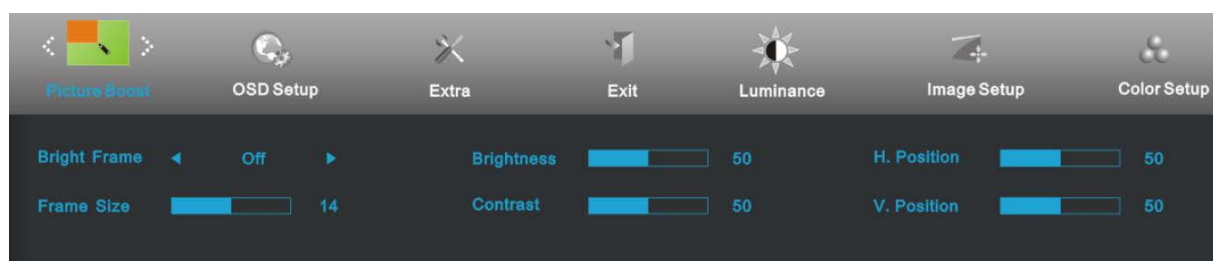 Picture Boost OSD Setup Extra Exit Luminance Image Setup Color Setup
Bright Frame Off Brightness 50 H. Position 50
Frame Size 14 Contrast 50 V. Position 50